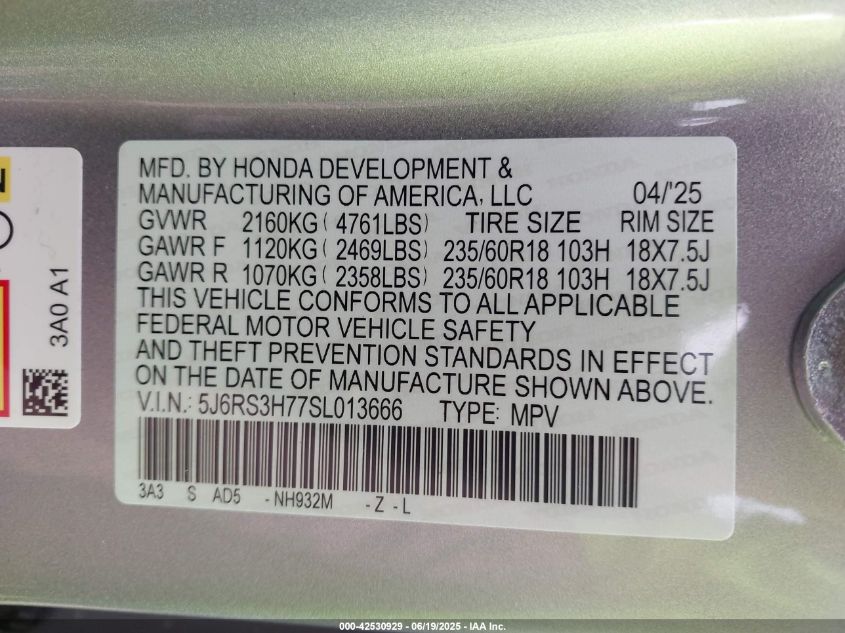 N
3A0 A1
MFD. BY HONDA DEVELOPMENT &
MANUFACTURING OF AMERICA, LLC 04/'25
GVWR 2160KG( 4761LBS) TIRE SIZE RIM SIZE
GAWR F 1120KG( 2469LBS) 235/60R18 103H 18X7.5J
GAWR R 1070KG( 2358LBS) 235/60R18 103H 18X7.5J
THIS VEHICLE CONFORMS TO ALL APPLICABLE
FEDERAL MOTOR VEHICLE SAFETY
AND THEFT PREVENTION STANDARDS IN EFFECT
ON THE DATE OF MANUFACTURE SHOWN ABOVE.
V.I.N.: 5J6RS3H77SL013666 TYPE: MPV
3A3 S AD5 -NH932M -Z -L
000-42530929 - 06/19/2025 - IAA Inc.